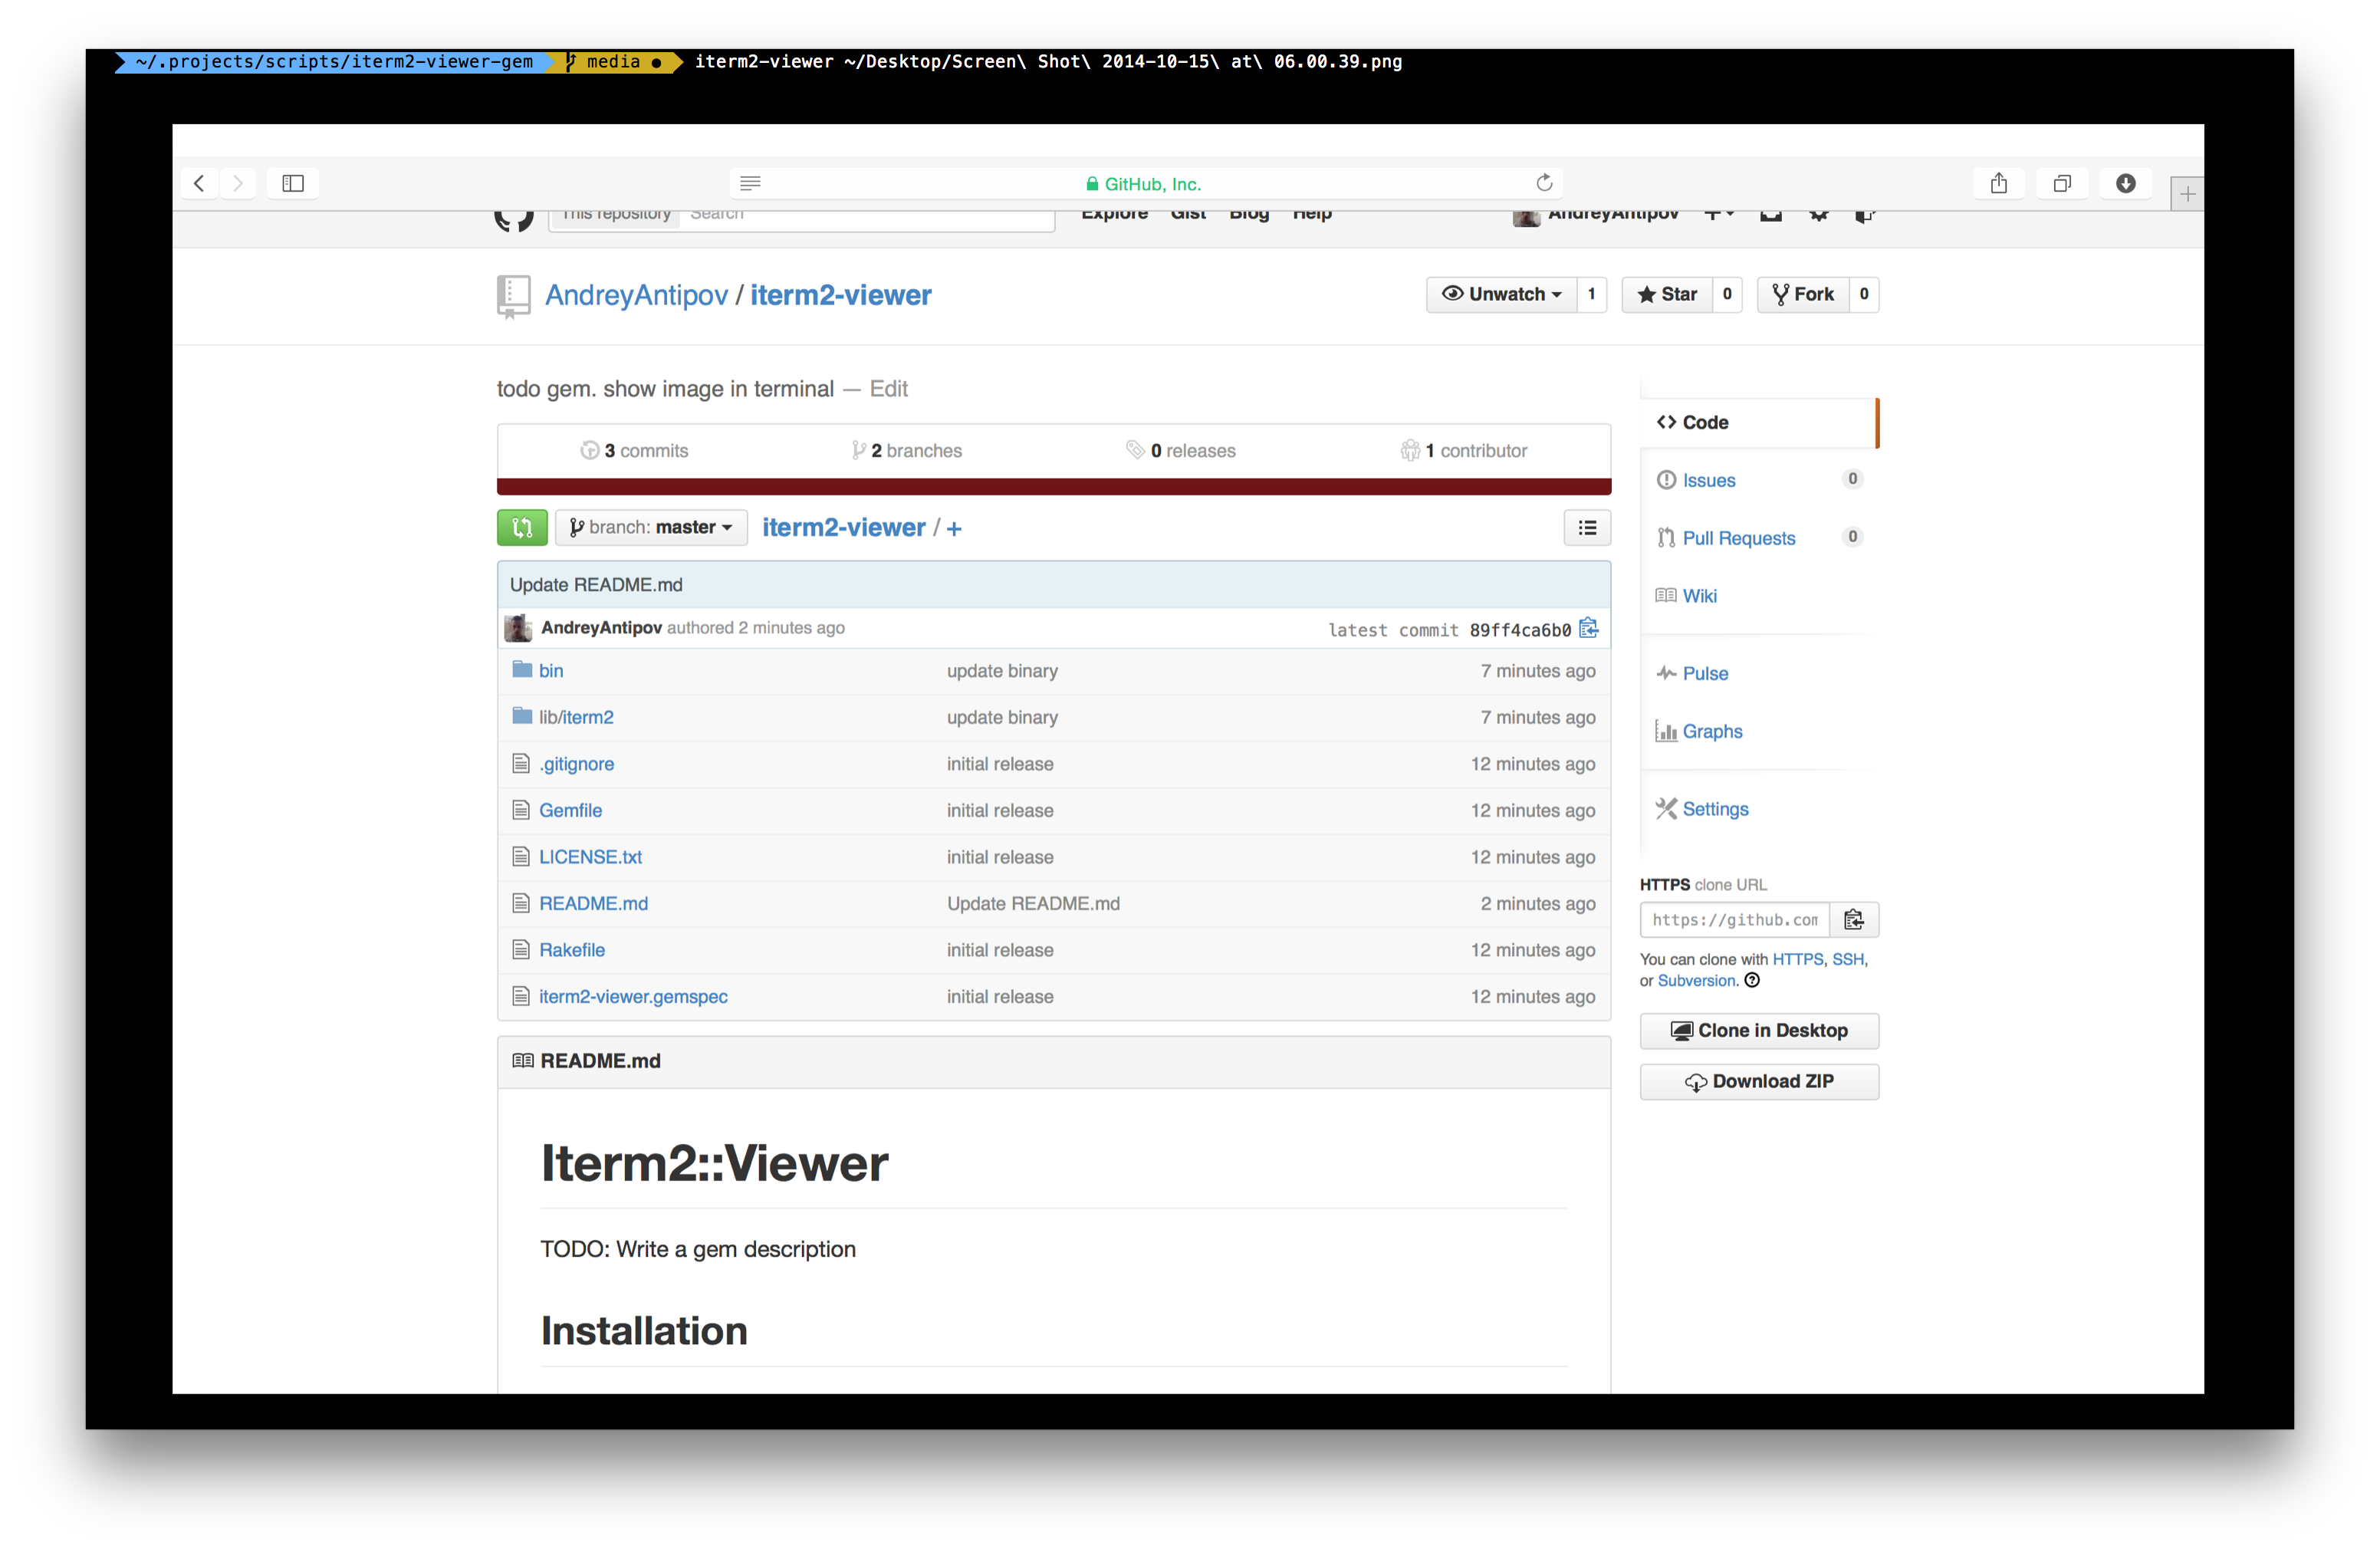 ~/.projects/scripts/iterm2-viewer-gem media ● iterm2-viewer ~/Desktop/Screen\ Shot\ 2014-10-15\ at\ 06.00.39.png
GitHub, Inc.
This repository Search Explore Gist Blog Help AndreyAntipov
AndreyAntipov / iterm2-viewer
Unwatch 1 Star 0 Fork 0
todo gem. show image in terminal — Edit
3 commits 2 branches 0 releases 1 contributor
branch: master iterm2-viewer / +
Update README.md
AndreyAntipov authored 2 minutes ago latest commit 89ff4ca6b0
bin update binary 7 minutes ago
lib/iterm2 update binary 7 minutes ago
.gitignore initial release 12 minutes ago
Gemfile initial release 12 minutes ago
LICENSE.txt initial release 12 minutes ago
README.md Update README.md 2 minutes ago
Rakefile initial release 12 minutes ago
iterm2-viewer.gemspec initial release 12 minutes ago
README.md
Iterm2::Viewer
TODO: Write a gem description
Installation
Code
Issues 0
Pull Requests 0
Wiki
Pulse
Graphs
Settings
HTTPS clone URL
https://github.com
You can clone with HTTPS, SSH,
or Subversion.
Clone in Desktop
Download ZIP